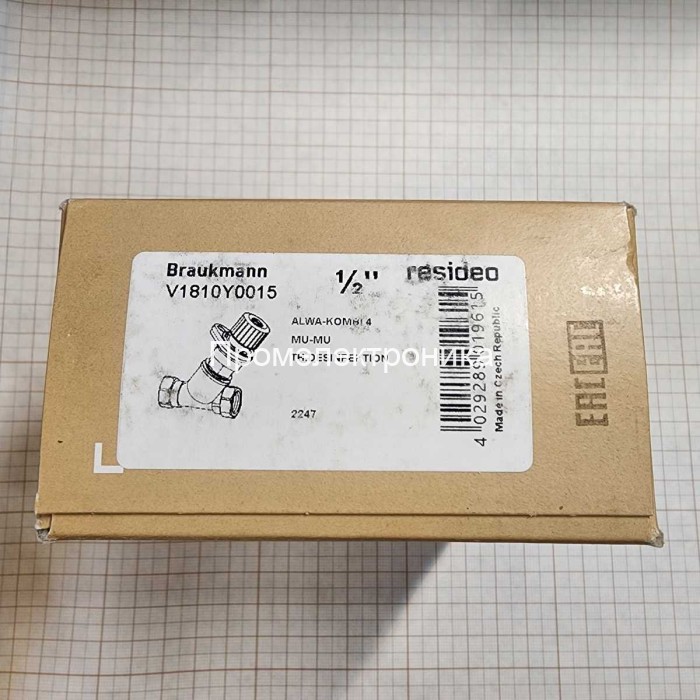 Braukmann
V1810Y0015
1/2"
resideo
ALWA-KOMBI 4
MU-MU
Промэлектроника
2247
Made in Czech Republic
EAC